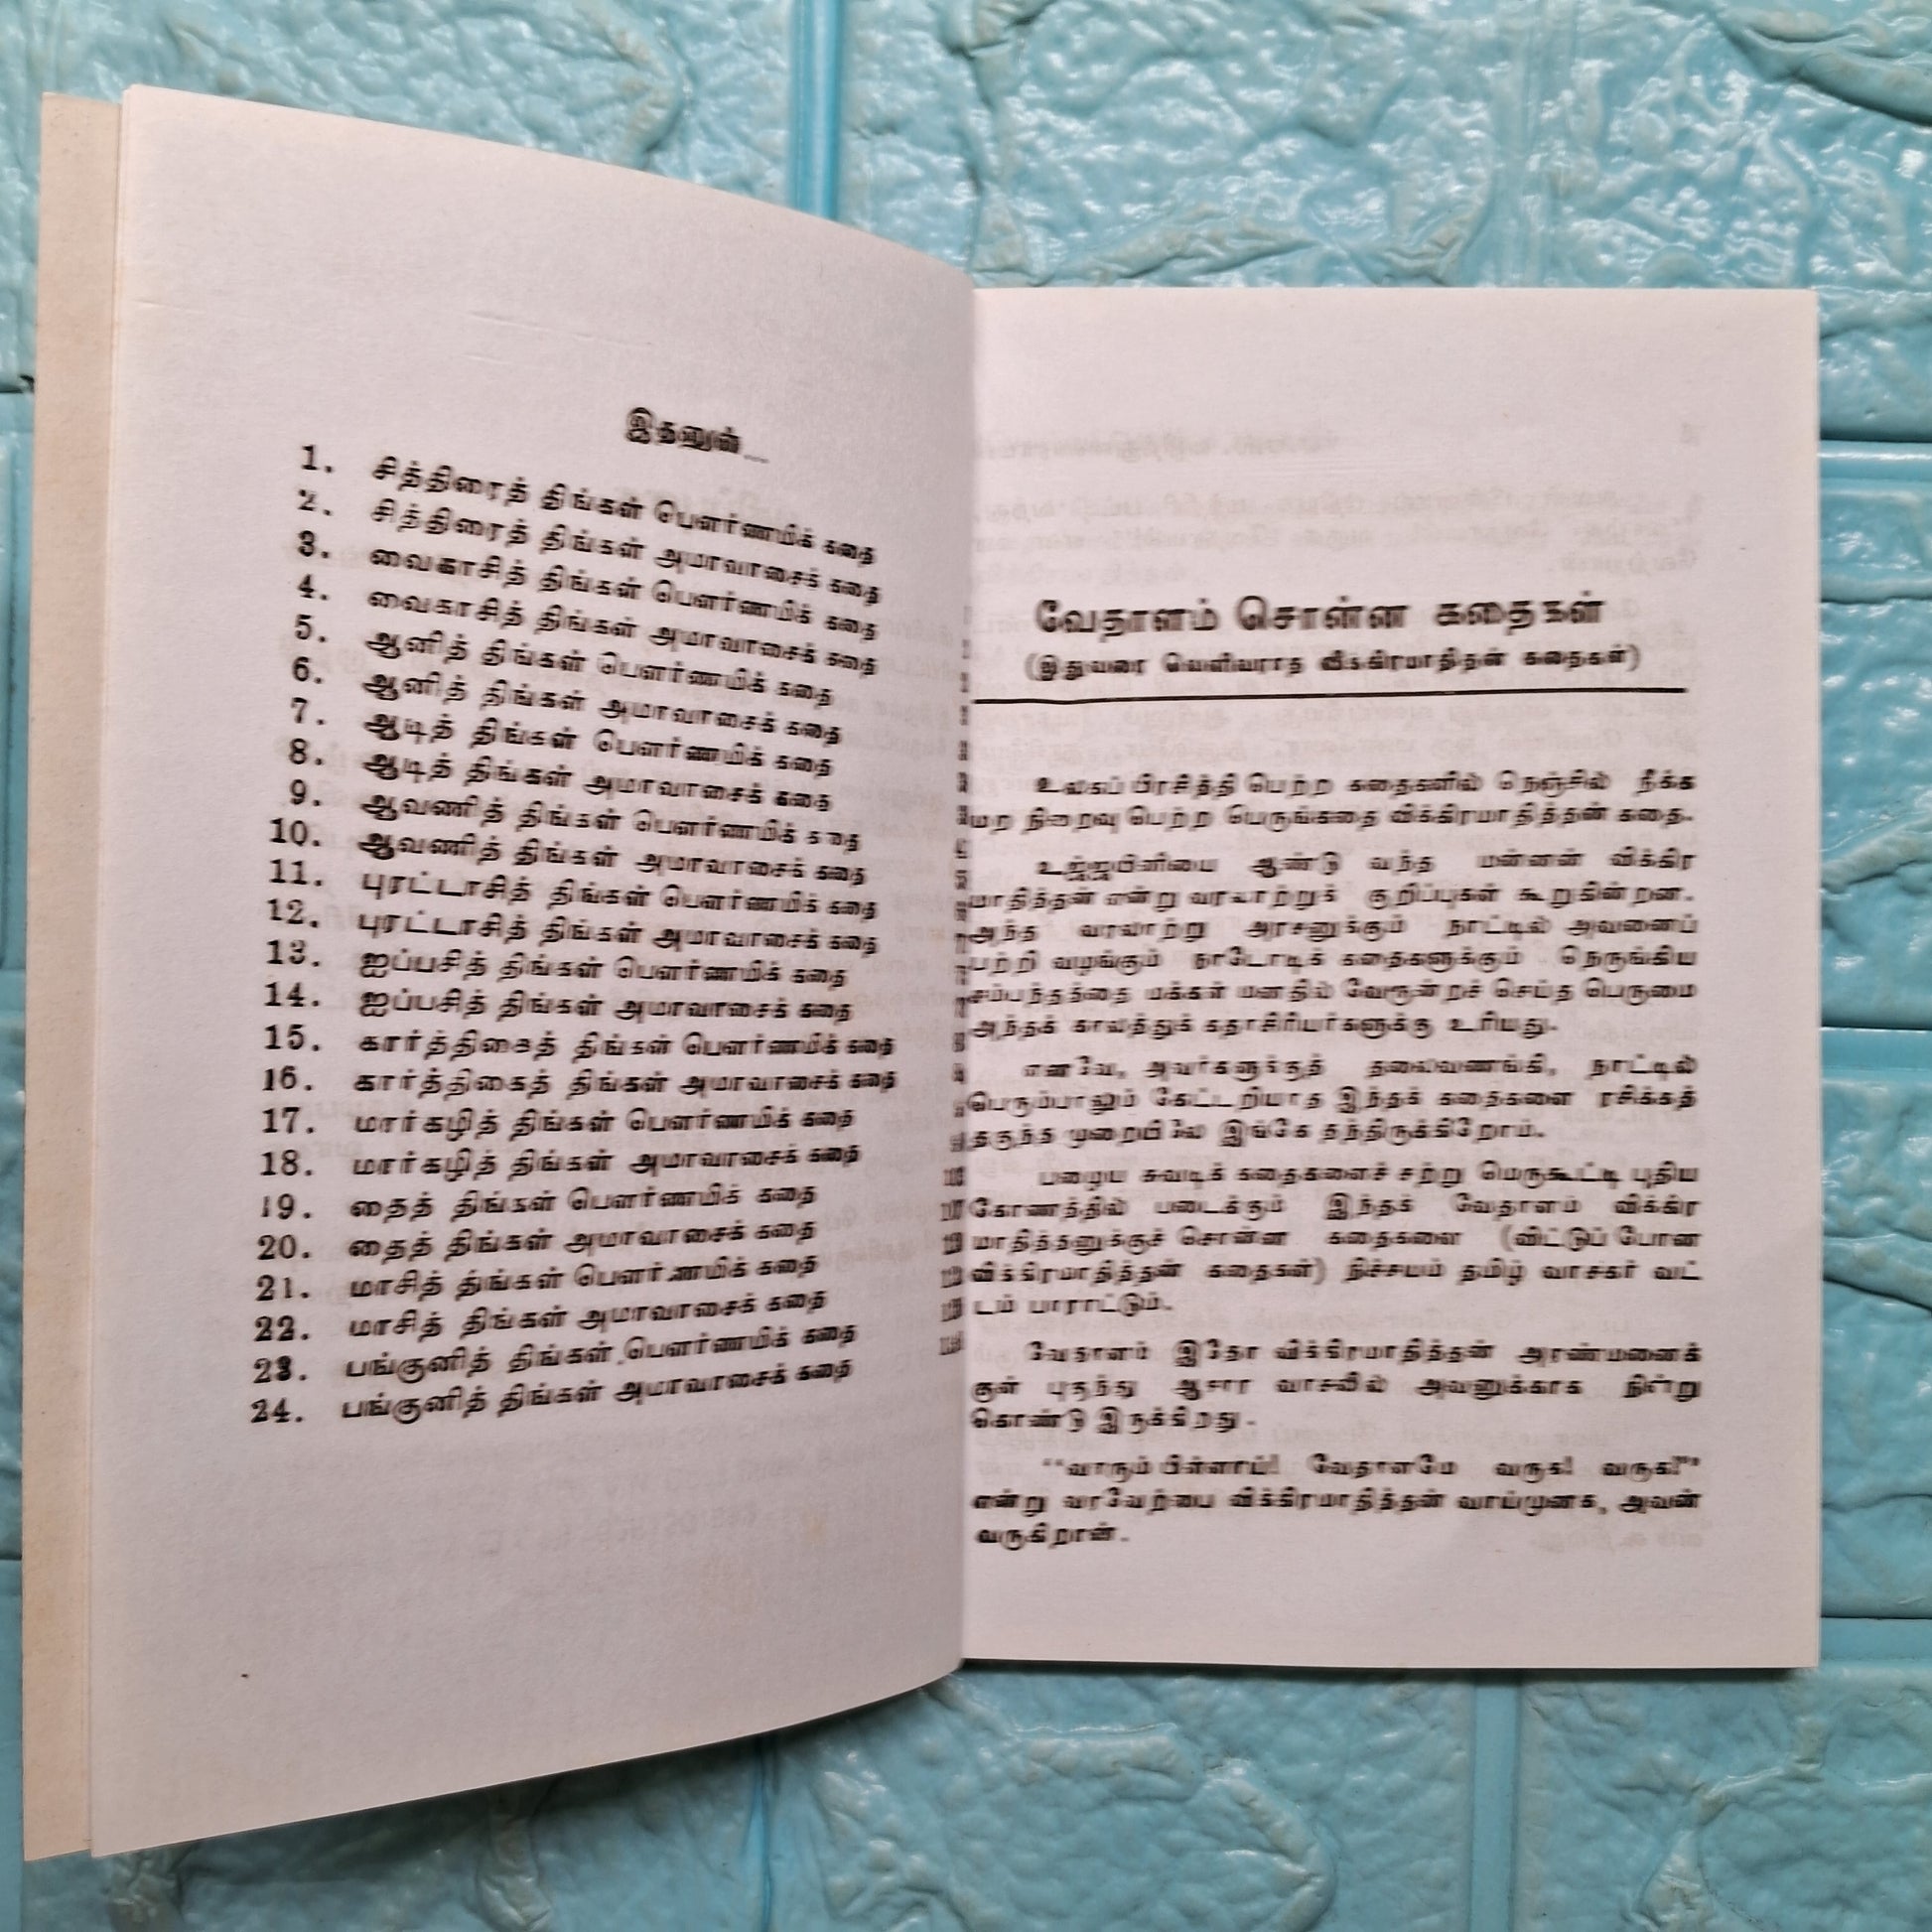 இதனுள்...
1. சித்திரைத் திங்கள் பௌர்ணமிக் கதை
2. சித்திரைத் திங்கள் அமாவாசைக் கதை
3. வைகாசித் திங்கள் பௌர்ணமிக் கதை
4. வைகாசித் திங்கள் அமாவாசைக் கதை
5. ஆனித் திங்கள் பௌர்ணமிக் கதை
6. ஆனித் திங்கள் அமாவாசைக் கதை
7. ஆடித் திங்கள் பௌர்ணமிக் கதை
8. ஆடித் திங்கள் அமாவாசைக் கதை
9. ஆவணித் திங்கள் பௌர்ணமிக் கதை
10. ஆவணித் திங்கள் அமாவாசைக் கதை
11. புரட்டாசித் திங்கள் பௌர்ணமிக் கதை
12. புரட்டாசித் திங்கள் அமாவாசைக் கதை
13. ஐப்பசித் திங்கள் பௌர்ணமிக் கதை
14. ஐப்பசித் திங்கள் அமாவாசைக் கதை
15. கார்த்திகைத் திங்கள் பௌர்ணமிக் கதை
16. கார்த்திகைத் திங்கள் அமாவாசைக் கதை
17. மார்கழித் திங்கள் பௌர்ணமிக் கதை
18. மார்கழித் திங்கள் அமாவாசைக் கதை
19. தைத் திங்கள் பௌர்ணமிக் கதை
20. தைத் திங்கள் அமாவாசைக் கதை
21. மாசித் திங்கள் பௌர்ணமிக் கதை
22. மாசித் திங்கள் அமாவாசைக் கதை
23. பங்குனித் திங்கள் பௌர்ணமிக் கதை
24. பங்குனித் திங்கள் அமாவாசைக் கதை
வேதாளம் சொன்ன கதைகள்
(இதுவரை வெளிவராத விக்கிரமாதித்தன் கதைகள்)
உலகப் பிரசித்தி பெற்ற கதைகளில் நெஞ்சில் நீக்க
மற நிறைவு பெற்ற பெருங்கதை விக்கிரமாதித்தன் கதை.
உஜ்ஜயினியை ஆண்டு வந்த மன்னன் விக்கிர
மாதித்தன் என்று வரலாற்றுக் குறிப்புகள் கூறுகின்றன.
அந்த வரலாற்று அரசனுக்கும் நாட்டில் அவனைப்
பற்றி வழங்கும் நாடோடிக் கதைகளுக்கும் நெருங்கிய
சம்பந்தத்தை மக்கள் மனதில் வேரூன்றச் செய்த பெருமை
அந்தக் காலத்துக் கதாசிரியர்களுக்கு உரியது.
எனவே, அவர்களுக்குத் தலைவணங்கி, நாட்டில்
பெரும்பாலும் கேட்டறியாத இந்தக் கதைகளை ரசிக்கத்
தகுந்த முறையிலே இங்கே தந்திருக்கிறோம்.
பழைய சுவடிக் கதைகளைச் சற்று மெருகூட்டி புதிய
கோணத்தில் படைக்கும் இந்தக் வேதாளம் விக்கிர
மாதித்தனுக்குச் சொன்ன கதைகளை (விட்டுப் போன
விக்கிரமாதித்தன் கதைகள்) நிச்சயம் தமிழ் வாசகர் வட்
டம் பாராட்டும்.
வேதாளம் இதோ விக்கிரமாதித்தன் அரண்மனைக்
குள் புகுந்து ஆசார வாசலில் அவனுக்காக நின்று
கொண்டு இருக்கிறது.
“வாரும் பிள்ளாய்! வேதாளமே வருக! வருக!”
என்று வரவேற்பை விக்கிரமாதித்தன் வாய்முனக, அவன்
வருகிறான்.